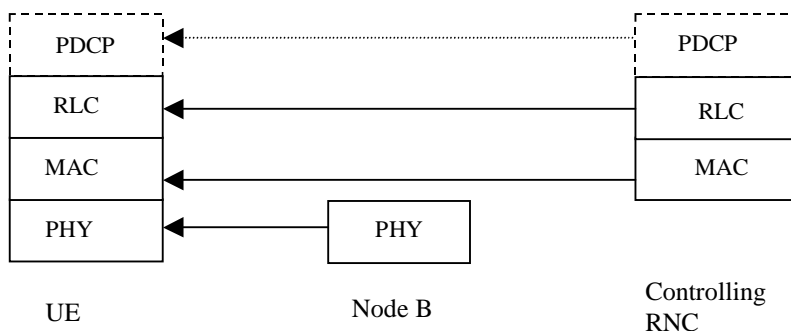 PDCP
PDCP
RLC
RLC
MAC
MAC
PHY
PHY
UE
Node B
Controlling
RNC